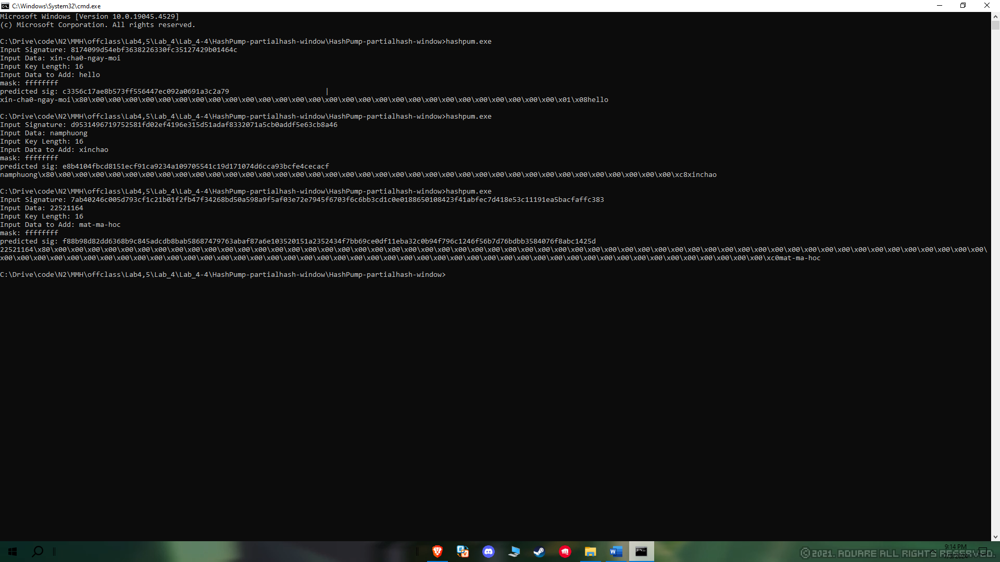 C:\Windows\System32\cmd.exe
Microsoft Windows [Version 10.0.19045.4529]
(c) Microsoft Corporation. All rights reserved.
C:\Drive\code\N2\MMH\offclass\Lab4,5\Lab_4\Lab_4-4\HashPump-partialhash-window\HashPump-partialhash-window>hashpum.exe
Input Signature: 8174099d54ebf3638226330fc35127429b01464c
Input Data: xin-cha0-ngay-moi
Input Key Length: 16
Input Data to Add: hello
mask: ffffffff
predicted sig: c3356c17ae8b573ff556447ec092a0691a3c2a79
xin-cha0-ngay-moi\x80\x00\x00\x00\x00\x00\x00\x00\x00\x00\x00\x00\x00\x00\x00\x00\x00\x00\x00\x00\x00\x00\x00\x00\x00\x00\x00\x00\x00\x01\x08hello
C:\Drive\code\N2\MMH\offclass\Lab4,5\Lab_4\Lab_4-4\HashPump-partialhash-window\HashPump-partialhash-window>hashpum.exe
Input Signature: d9531496719752581fd02ef4196e315d51adaf8332071a5cb0addf5e63cb8a46
Input Data: namphuong
Input Key Length: 16
Input Data to Add: xinchao
mask: ffffffff
predicted sig: e8b4104fbcd8151ecf91ca9234a109705541c19d171074d6cca93bcfe4cecacf
namphuong\x80\x00\x00\x00\x00\x00\x00\x00\x00\x00\x00\x00\x00\x00\x00\x00\x00\x00\x00\x00\x00\x00\x00\x00\x00\x00\x00\x00\x00\x00\x00\x00\x00\x00\x00\x00\x00\x00\xc8xinchao
C:\Drive\code\N2\MMH\offclass\Lab4,5\Lab_4\Lab_4-4\HashPump-partialhash-window\HashPump-partialhash-window>hashpum.exe
Input Signature: 7ab40246c005d793cf1c21b01f2fb47f34268bd50a598a9f5af03e72e7945f6703f6c6bb3cd1c0e0188650108423f41abfec7d418e53c11191ea5bacfaffc383
Input Data: 22521164
Input Key Length: 16
Input Data to Add: mat-ma-hoc
mask: ffffffff
predicted sig: f88b98d82dd6368b9c845adcdb8bab58687479763abaf87a6e103520151a2352434f7bb69ce0df11eba32c0b94f796c1246f56b7d76bdbb3584076f8abc1425d
22521164\x80\x00\x00\x00\x00\x00\x00\x00\x00\x00\x00\x00\x00\x00\x00\x00\x00\x00\x00\x00\x00\x00\x00\x00\x00\x00\x00\x00\x00\x00\x00\x00\x00\x00\x00\x00\x00\x00\x00\x00\x00\x00\x00\x00\x00\x00\x00\x00\x00\x00\x00\x00\x00\x00\x00\x00\x00\
x00\x00\x00\x00\x00\x00\x00\x00\x00\x00\x00\x00\x00\x00\x00\x00\x00\x00\x00\x00\x00\x00\x00\x00\x00\x00\x00\x00\x00\x00\x00\x00\x00\x00\x00\x00\x00\x00\x00\x00\x00\x00\x00\x00\x00\x00\xc0mat-ma-hoc
C:\Drive\code\N2\MMH\offclass\Lab4,5\Lab_4\Lab_4-4\HashPump-partialhash-window\HashPump-partialhash-window>
9:14 PM
© 2021. ADVARE ALL RIGHTS RESERVED.
7/3/2024